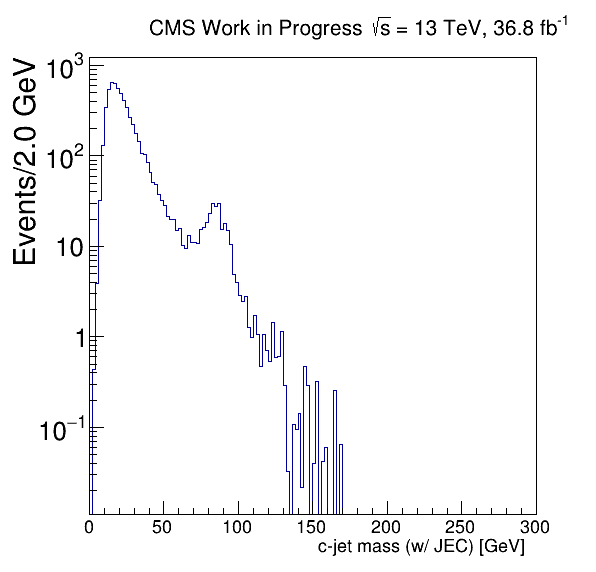 CMS Work in Progress √s = 13 TeV, 36.8 fb⁻¹
Events/2.0 GeV
10³
10²
10
1
10⁻¹
0 50 100 150 200 250 300
c-jet mass (w/ JEC) [GeV]